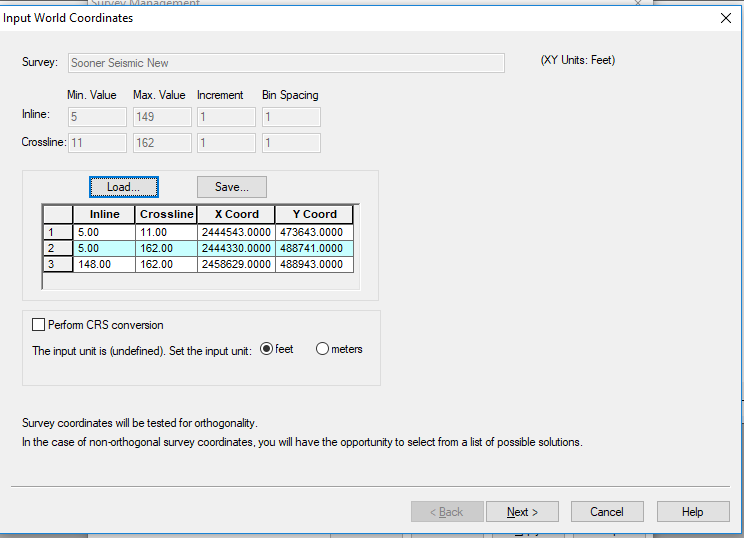 Survey Management
Input World Coordinates
Survey: Sooner Seismic New (XY Units: Feet)
Min. Value Max. Value Increment Bin Spacing
Inline: 5 149 1 1
Crossline: 11 162 1 1
Load... Save...
Inline Crossline X Coord Y Coord
1 5.00 11.00 2444543.0000 473643.0000
2 5.00 162.00 2444330.0000 488741.0000
3 148.00 162.00 2458629.0000 488943.0000
Perform CRS conversion
The input unit is (undefined). Set the input unit: feet meters
Survey coordinates will be tested for orthogonality.
In the case of non-orthogonal survey coordinates, you will have the opportunity to select from a list of possible solutions.
< Back Next > Cancel Help